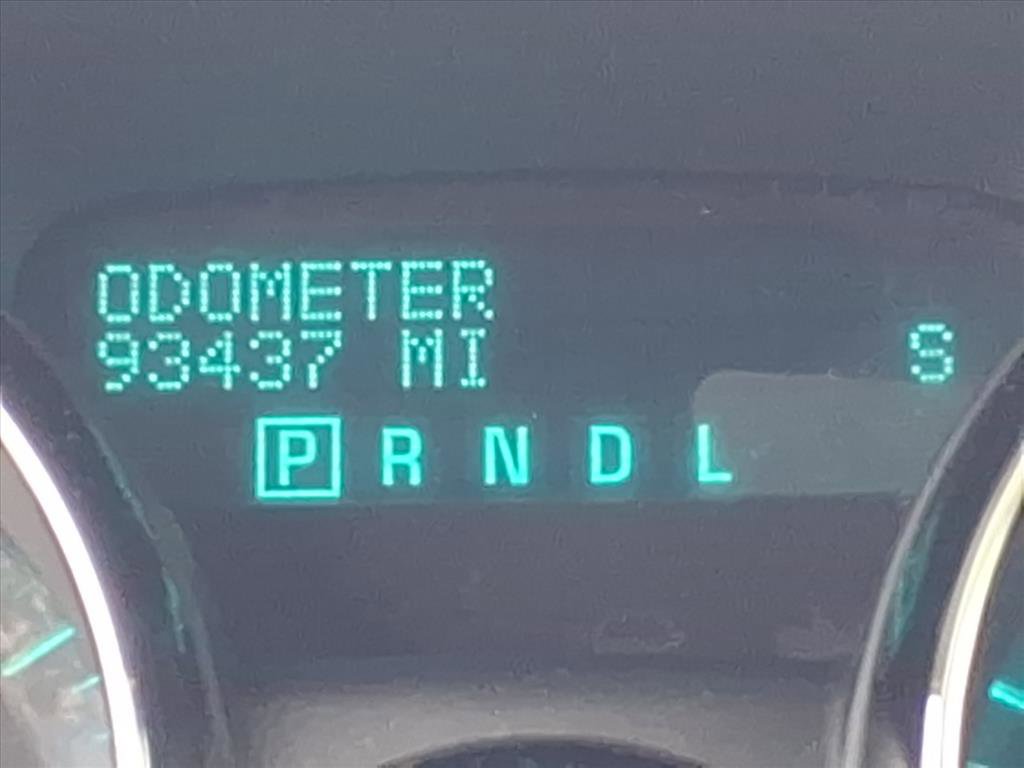 ODOMETER
93437 MI S
P R N D L